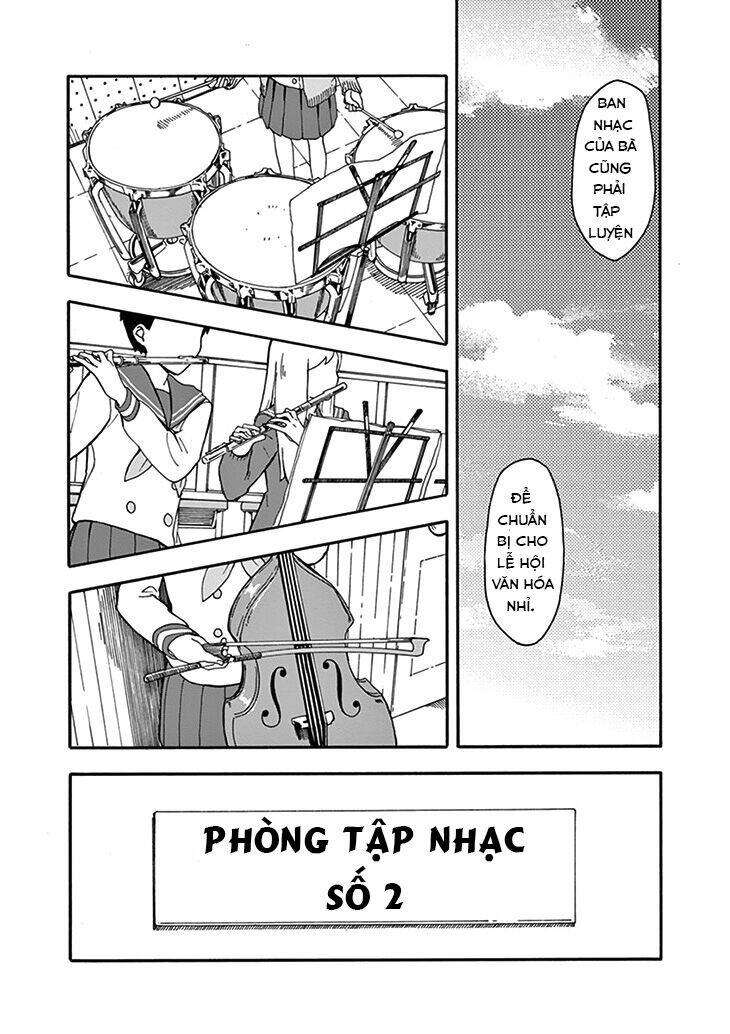 BAN
NHẠC
CỦA BÀ
CŨNG
PHẢI
TẬP
LUYỆN
ĐỂ
CHUẨN
BỊ CHO
LỄ HỘI
VĂN HÓA
NHỈ.
PHÒNG TẬP NHẠC
SỐ 2